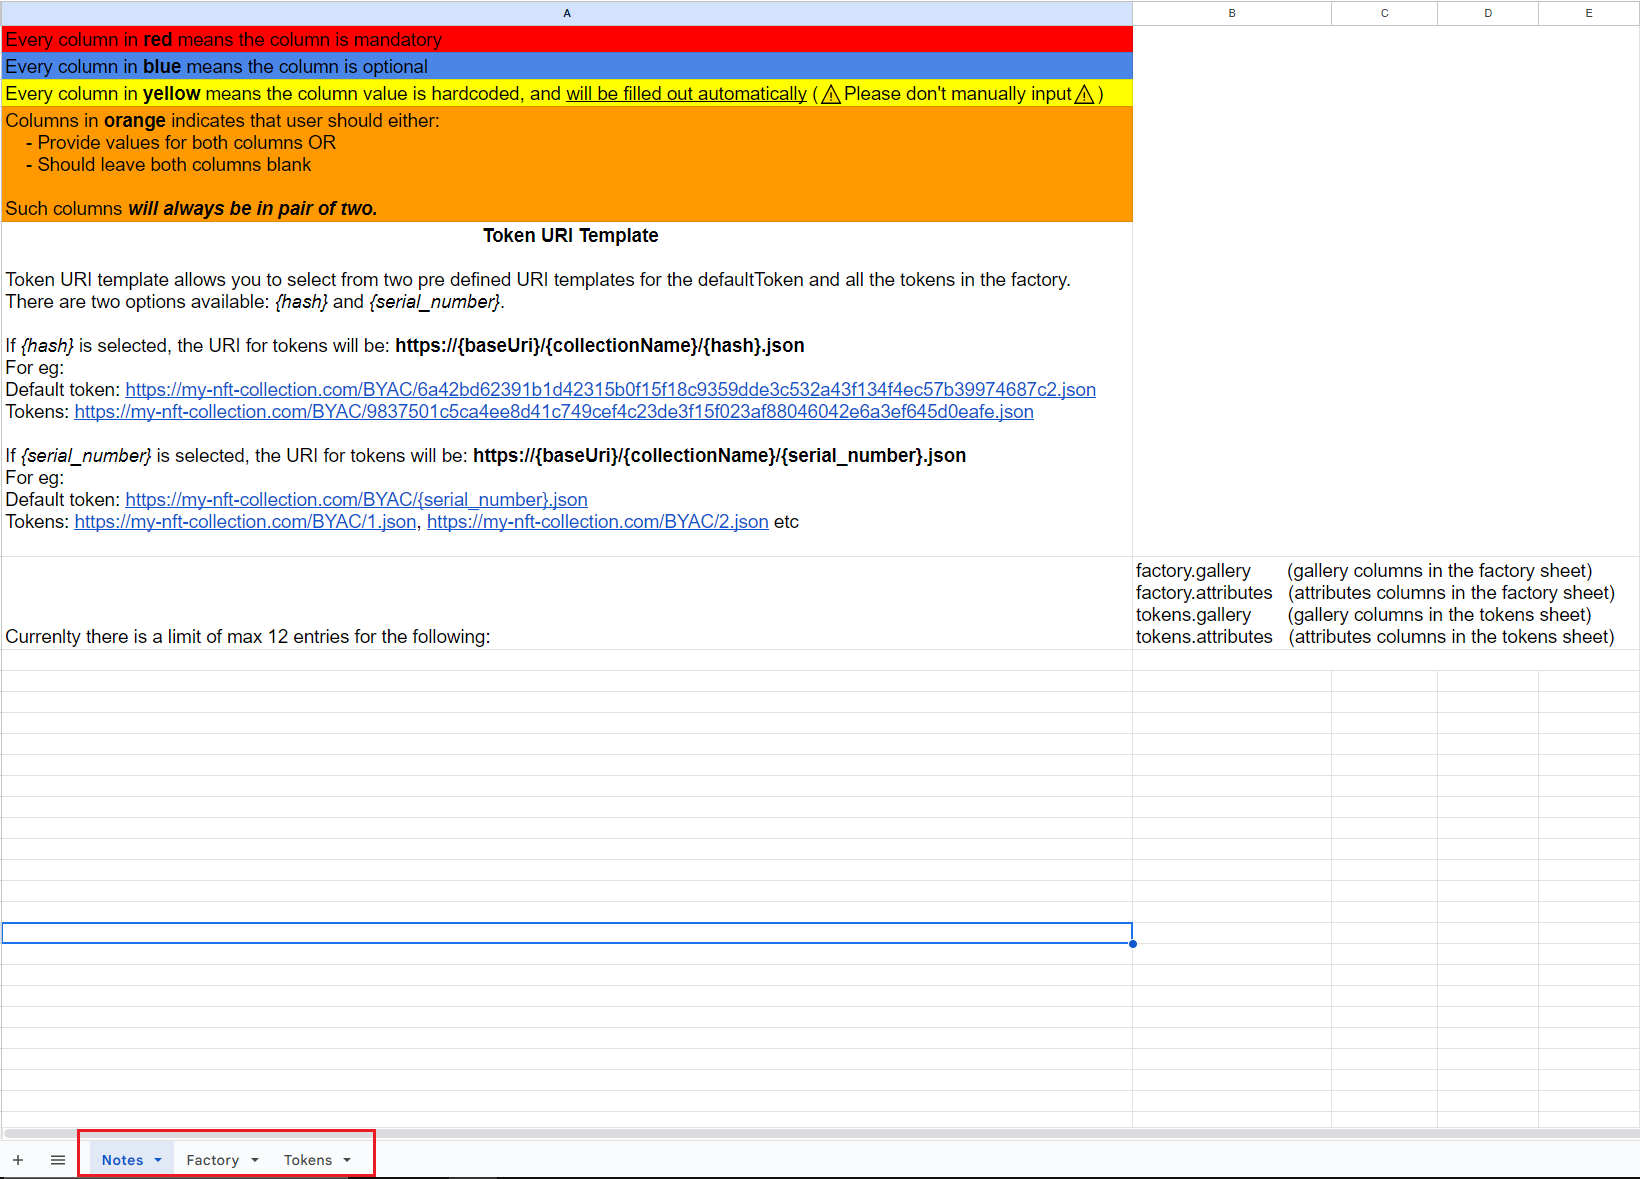 A B C D E
Every column in red means the column is mandatory
Every column in blue means the column is optional
Every column in yellow means the column value is hardcoded, and will be filled out automatically (⚠Please don't manually input⚠)
Columns in orange indicates that user should either:
- Provide values for both columns OR
- Should leave both columns blank
Such columns will always be in pair of two.
Token URI Template
Token URI template allows you to select from two pre defined URI templates for the defaultToken and all the tokens in the factory.
There are two options available: {hash} and {serial_number}.
If {hash} is selected, the URI for tokens will be: https://{baseUri}/{collectionName}/{hash}.json
For eg:
Default token: https://my-nft-collection.com/BYAC/6a42bd62391b1d42315b0f15f18c9359dde3c532a43f134f4ec57b39974687c2.json
Tokens: https://my-nft-collection.com/BYAC/9837501c5ca4ee8d41c749cef4c23de3f15f023af88046042e6a3ef645d0eafe.json
If {serial_number} is selected, the URI for tokens will be: https://{baseUri}/{collectionName}/{serial_number}.json
For eg:
Default token: https://my-nft-collection.com/BYAC/{serial_number}.json
Tokens: https://my-nft-collection.com/BYAC/1.json, https://my-nft-collection.com/BYAC/2.json etc
Currenlty there is a limit of max 12 entries for the following:
factory.gallery (gallery columns in the factory sheet)
factory.attributes (attributes columns in the factory sheet)
tokens.gallery (gallery columns in the tokens sheet)
tokens.attributes (attributes columns in the tokens sheet)
Notes Factory Tokens